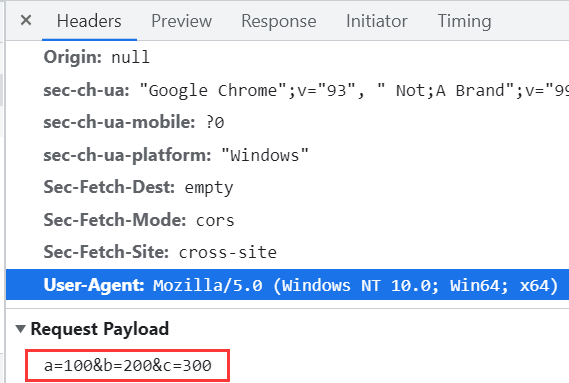 Headers Preview Response Initiator Timing
Origin: null
sec-ch-ua: "Google Chrome";v="93", " Not;A Brand";v="99
sec-ch-ua-mobile: ?0
sec-ch-ua-platform: "Windows"
Sec-Fetch-Dest: empty
Sec-Fetch-Mode: cors
Sec-Fetch-Site: cross-site
User-Agent: Mozilla/5.0 (Windows NT 10.0; Win64; x64)
Request Payload
a=100&b=200&c=300